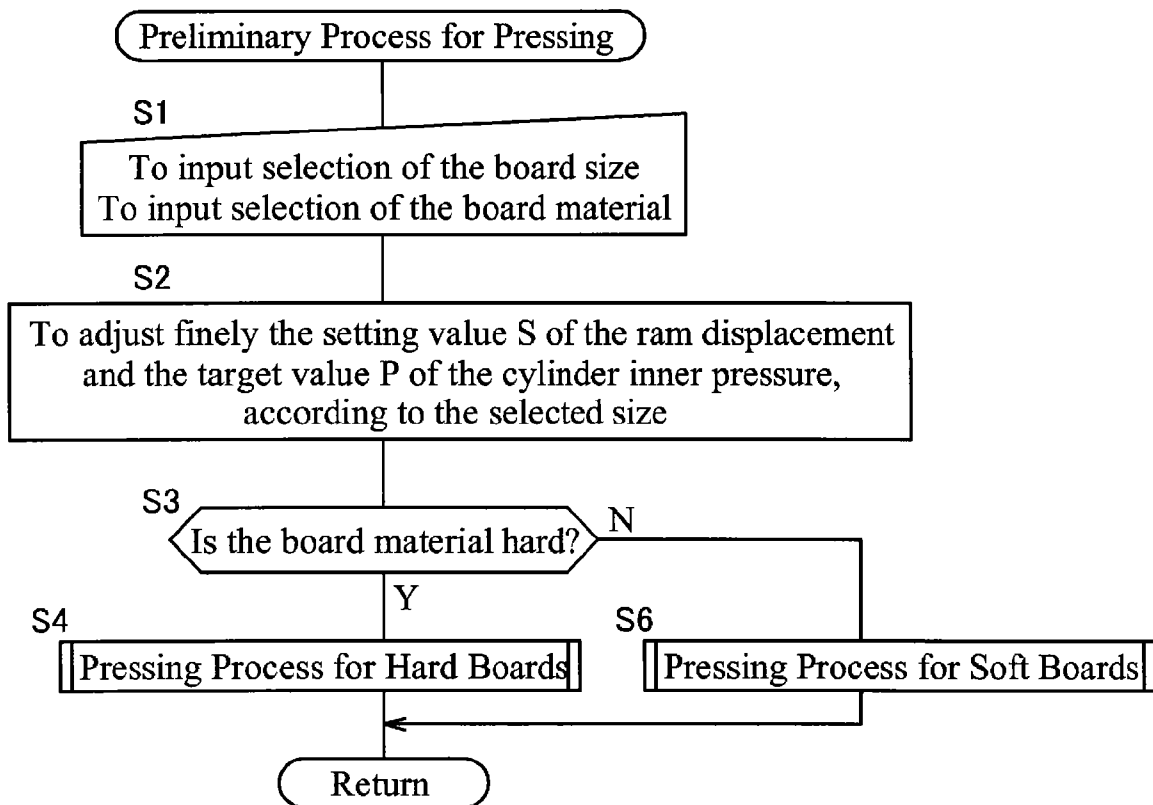 Preliminary Process for Pressing
S1
To input selection of the board size
To input selection of the board material
S2
To adjust finely the setting value S of the ram displacement
and the target value P of the cylinder inner pressure,
according to the selected size
S3
Is the board material hard?
N
Y
S4
Pressing Process for Hard Boards
S6
Pressing Process for Soft Boards
Return